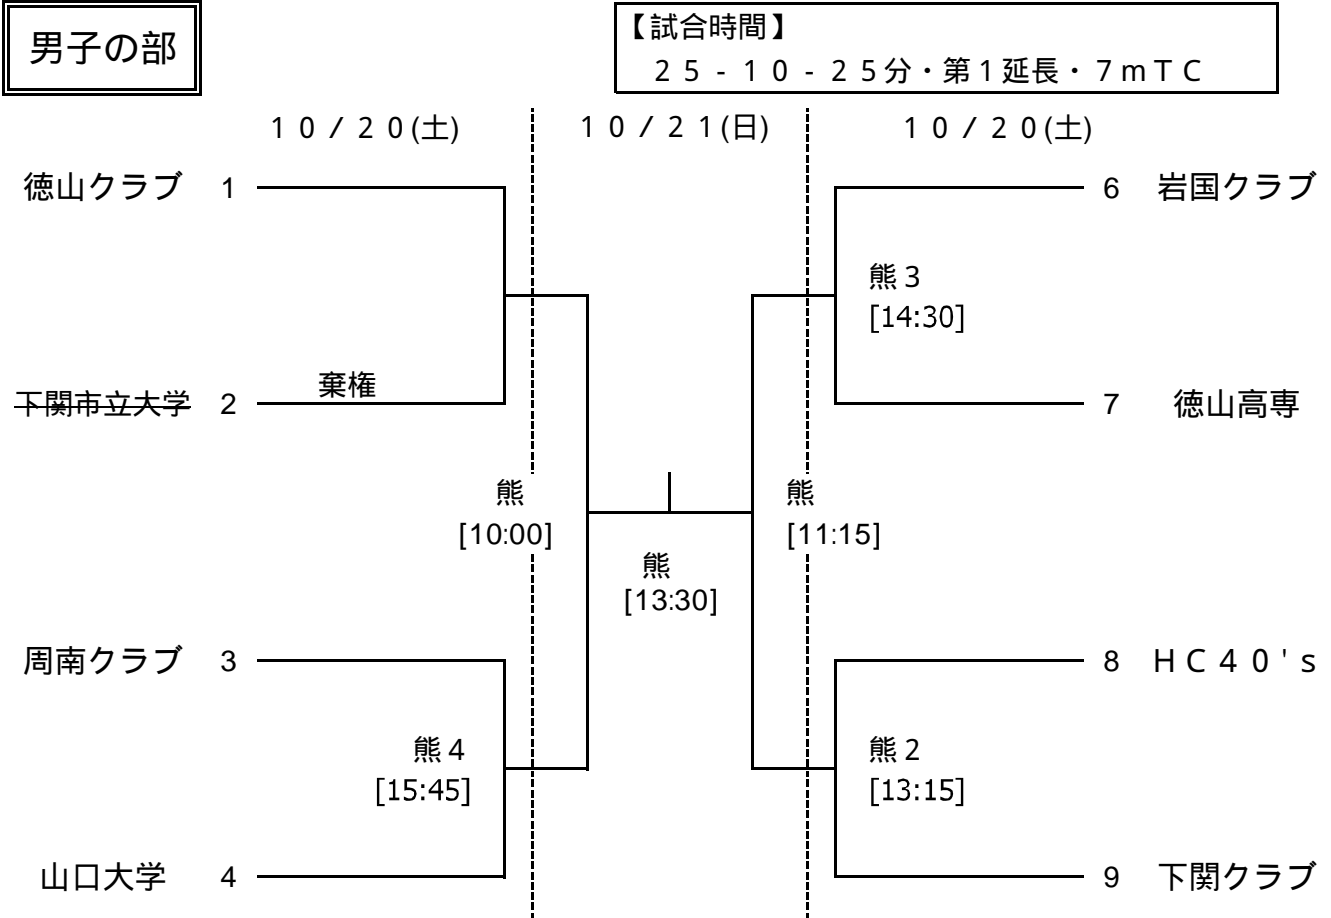 男子の部
【試合時間】
２５-１０-２５分・第1延長・７ｍＴＣ
１０/２０(土)
１０/２１(日)
１０/２０(土)
徳山クラブ 1
6 岩国クラブ
熊３
[14:30]
棄権
下関市立大学 2
7 徳山高専
熊
[10:00]
熊
[11:15]
熊
[13:30]
周南クラブ 3
8 ＨＣ４０'ｓ
熊４
[15:45]
熊２
[13:15]
山口大学 4
9 下関クラブ